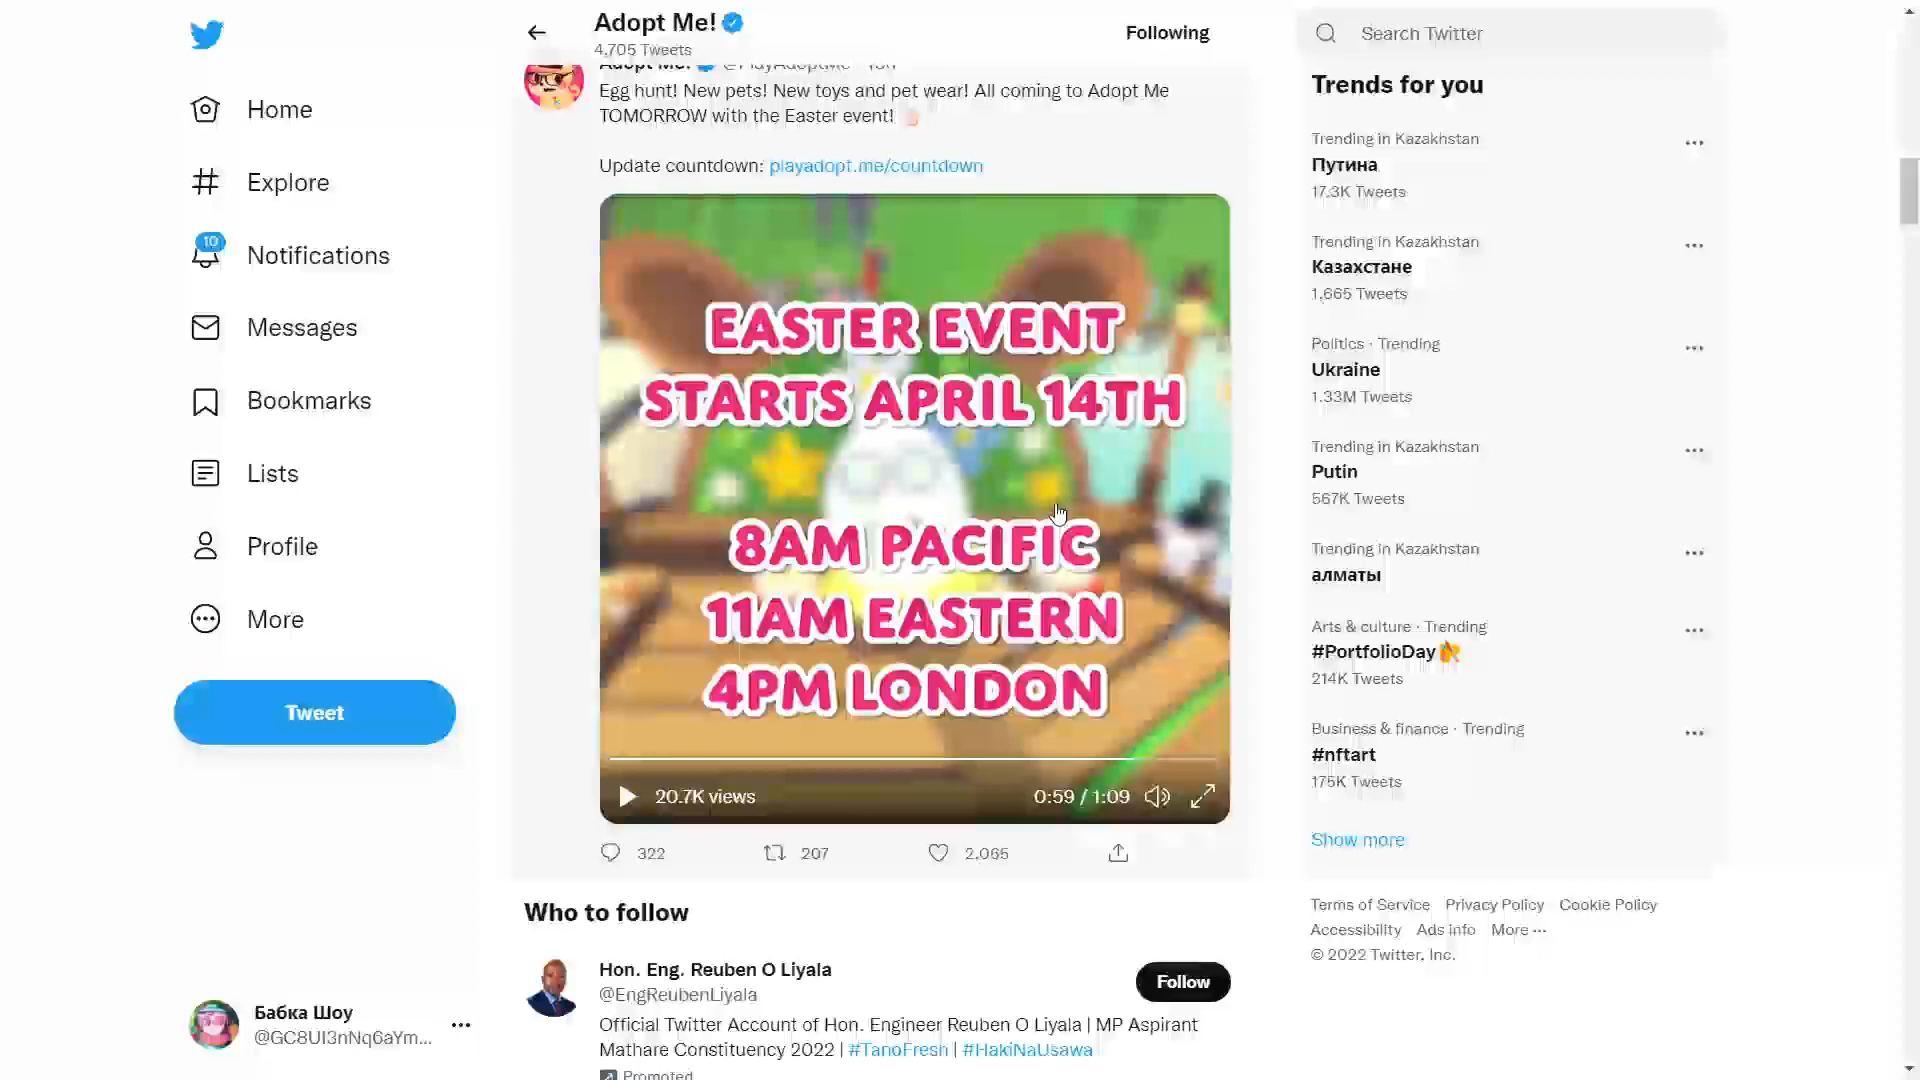 Adopt Me!
4,705 Tweets
Following
Search Twitter
Home
Explore
10
Notifications
Messages
Bookmarks
Lists
Profile
More
Tweet
Бабка Шоу
@GC8UI3nNq6aYm...
Adopt Me! @PlayAdoptMe
Egg hunt! New pets! New toys and pet wear! All coming to Adopt Me
TOMORROW with the Easter event!
Update countdown: playadopt.me/countdown
EASTER EVENT
STARTS APRIL 14TH
8AM PACIFIC
11AM EASTERN
4PM LONDON
20.7K views
0:59 / 1:09
322
207
2,065
Who to follow
Hon. Eng. Reuben O Liyala
@EngReubenLiyala
Follow
Official Twitter Account of Hon. Engineer Reuben O Liyala | MP Aspirant
Mathare Constituency 2022 | #TanoFresh | #HakiNaUsawa
Promoted
Trends for you
Trending in Kazakhstan
Путина
17.3K Tweets
Trending in Kazakhstan
Казахстане
1,665 Tweets
Politics · Trending
Ukraine
1.33M Tweets
Trending in Kazakhstan
Putin
567K Tweets
Trending in Kazakhstan
алматы
Arts & culture · Trending
#PortfolioDay
214K Tweets
Business & finance · Trending
#nftart
175K Tweets
Show more
Terms of Service Privacy Policy Cookie Policy
Accessibility Ads info More ...
© 2022 Twitter, Inc.